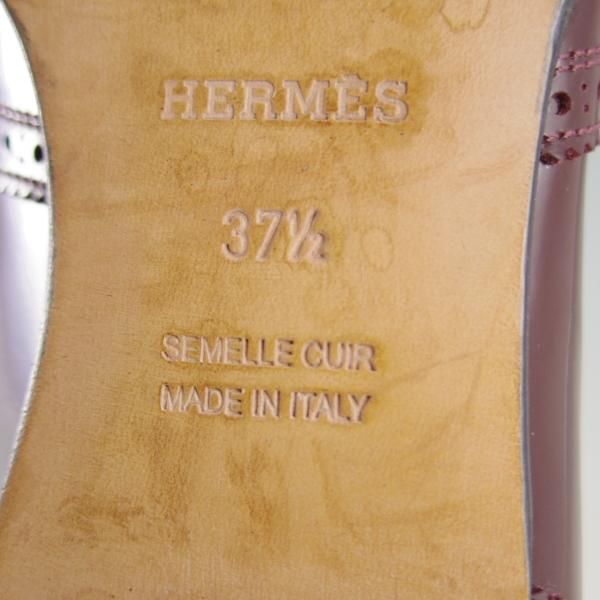 HERMÈS
37½
SEMELLE CUIR
MADE IN ITALY